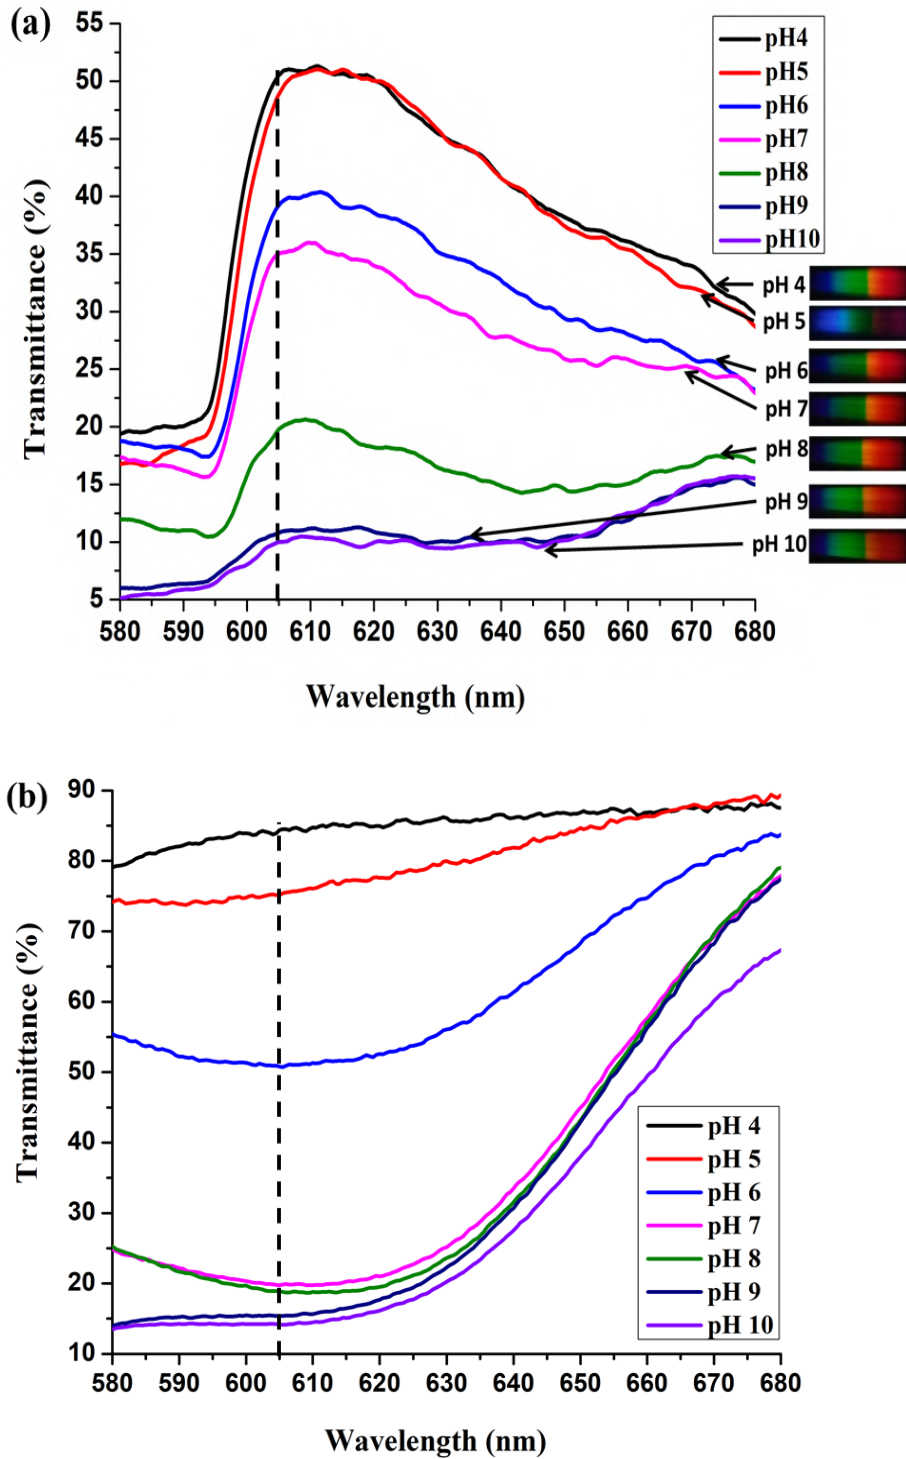 (a)
Transmittance (%)
55
50
45
40
35
30
25
20
15
10
5
580
590
600
610
620
630
640
650
660
670
680
Wavelength (nm)
pH4
pH5
pH6
pH7
pH8
pH9
pH10
pH 4
pH 5
pH 6
pH 7
pH 8
pH 9
pH 10
(b)
Transmittance (%)
90
80
70
60
50
40
30
20
10
580
590
600
610
620
630
640
650
660
670
680
Wavelength (nm)
pH 4
pH 5
pH 6
pH 7
pH 8
pH 9
pH 10